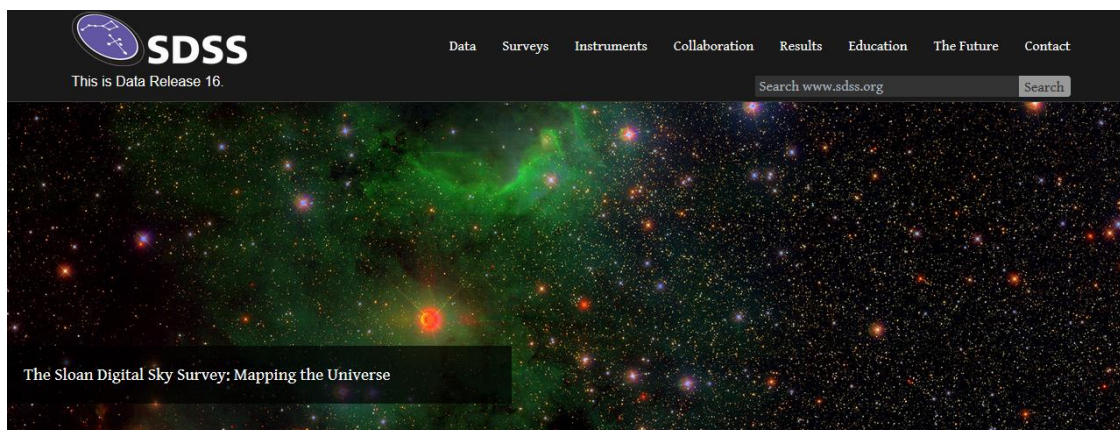 SDSS
This is Data Release 16.
Data Surveys Instruments Collaboration Results Education The Future Contact
Search www.sdss.org Search
The Sloan Digital Sky Survey: Mapping the Universe